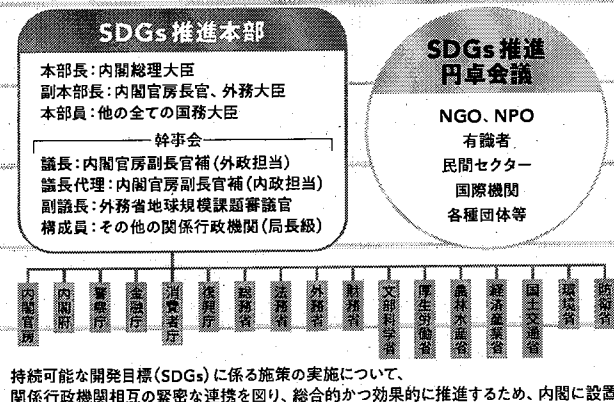 SDGs推進本部
本部長:内閣総理大臣
副本部長:内閣官房長官、外務大臣
本部員:他の全ての国務大臣
幹事会
議長:内閣官房副長官補(外政担当)
議長代理:内閣官房副長官補(内政担当)
副議長:外務省地球規模課題審議官
構成員:その他の関係行政機関(局長級)
SDGs推進
円卓会議
NGO、NPO
有識者
民間セクター
国際機関
各種団体等
内閣官房
内閣府
警察庁
金融庁
消費者庁
復興庁
総務省
法務省
外務省
財務省
文部科学省
厚生労働省
農林水産省
経済産業省
国土交通省
環境省
防衛省
持続可能な開発目標(SDGs)に係る施策の実施について、
関係行政機関相互の緊密な連携を図り、総合的かつ効果的に推進するため、内閣に設置